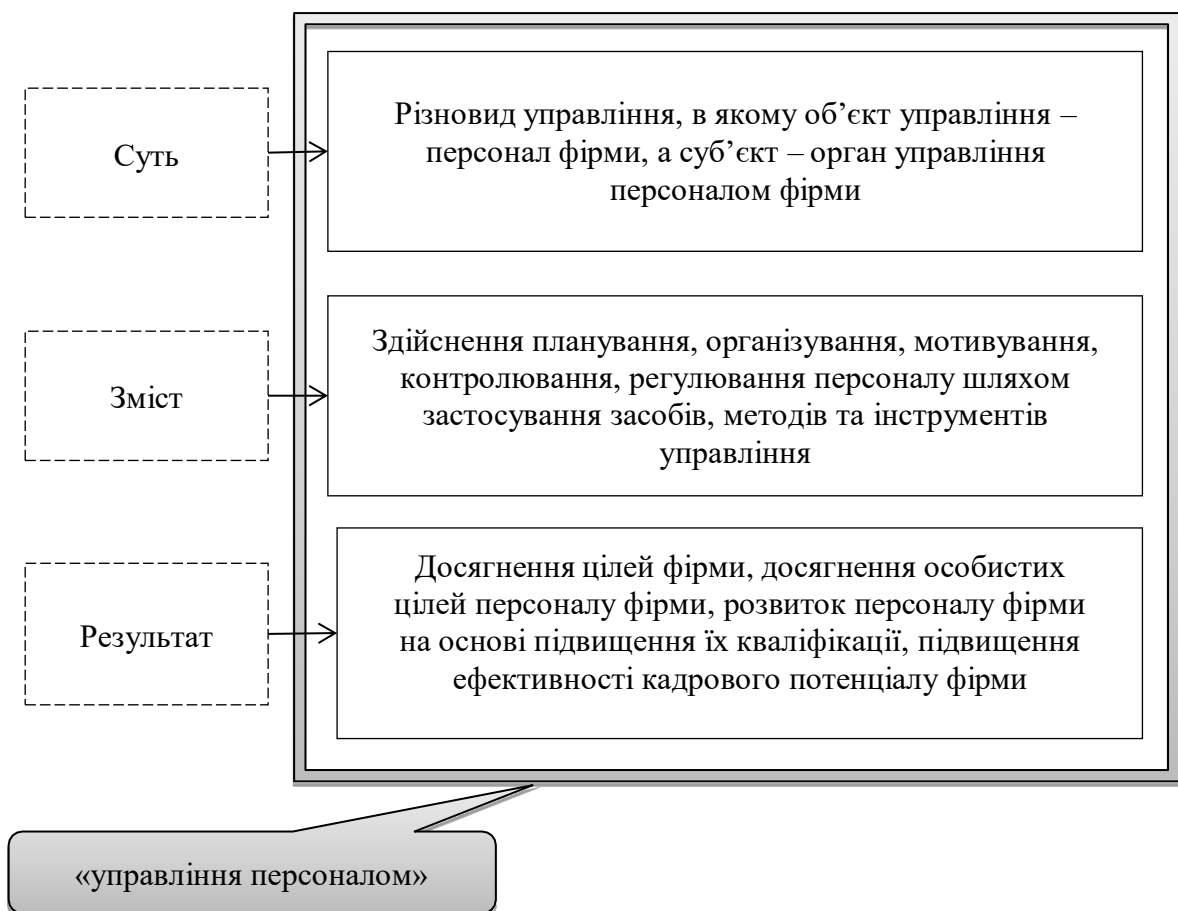 Суть
Різновид управління, в якому об’єкт управління –
персонал фірми, а суб’єкт – орган управління
персоналом фірми
Зміст
Здійснення планування, організування, мотивування,
контролювання, регулювання персоналу шляхом
застосування засобів, методів та інструментів
управління
Результат
Досягнення цілей фірми, досягнення особистих
цілей персоналу фірми, розвиток персоналу фірми
на основі підвищення їх кваліфікації, підвищення
ефективності кадрового потенціалу фірми
«управління персоналом»